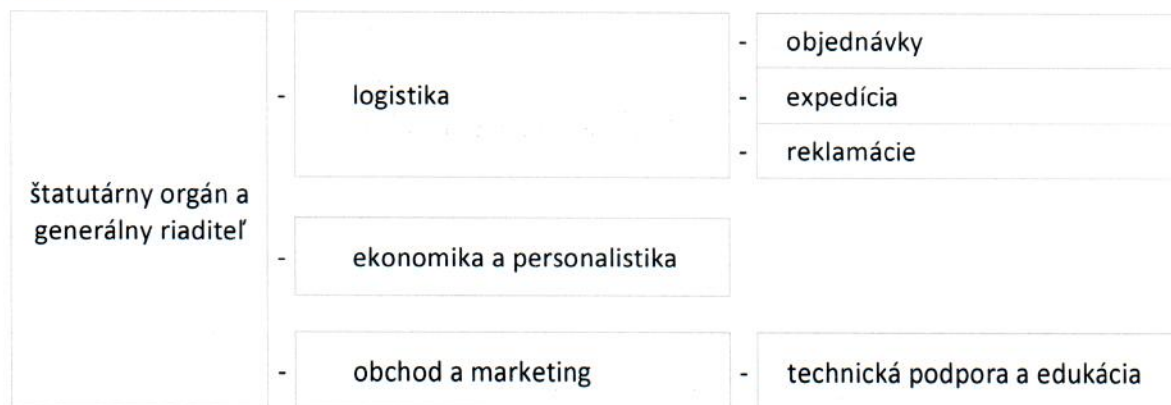 štatutárny orgán a
generálny riaditeľ
- logistika
- objednávky
- expedícia
- reklamácie
- ekonomika a personalistika
- obchod a marketing
- technická podpora a edukácia